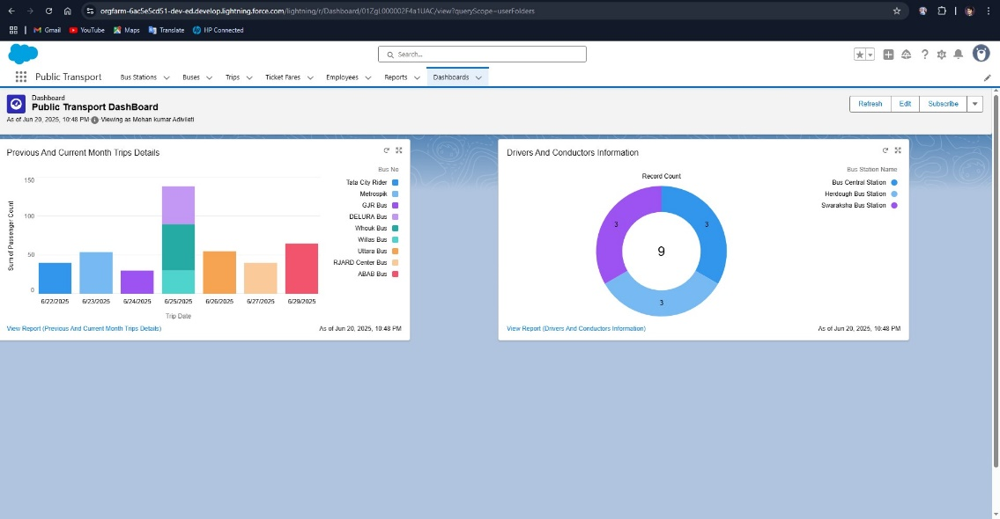 orgfarm-6ac5e5cd51-dev-ed.develop.lightning.force.com/lightning/r/Dashboard/01ZgL000002F4a1UAC/view?queryScope=userFolders
Gmail YouTube Maps Translate HP Connected
Search...
Public Transport Bus Stations Buses Trips Ticket Fares Employees Reports Dashboards
Dashboard
Public Transport DashBoard
As of Jun 20, 2025, 10:48 PM Viewing as Mohan kumar Adivileti
Refresh Edit Subscribe
Previous And Current Month Trips Details
Bus No
Tata City Rider
Metrospik
GJR Bus
DELURA Bus
Whouk Bus
Willas Bus
Uttara Bus
RJARD Center Bus
ABAB Bus
Sum of Passenger Count
150
100
50
0
6/22/2025 6/23/2025 6/24/2025 6/25/2025 6/26/2025 6/27/2025 6/29/2025
Trip Date
View Report (Previous And Current Month Trips Details) As of Jun 20, 2025, 10:48 PM
Drivers And Conductors Information
Record Count
Bus Station Name
Bus Central Station
Herdough Bus Station
Swaraksha Bus Station
3 3
9
3
View Report (Drivers And Conductors Information) As of Jun 20, 2025, 10:48 PM